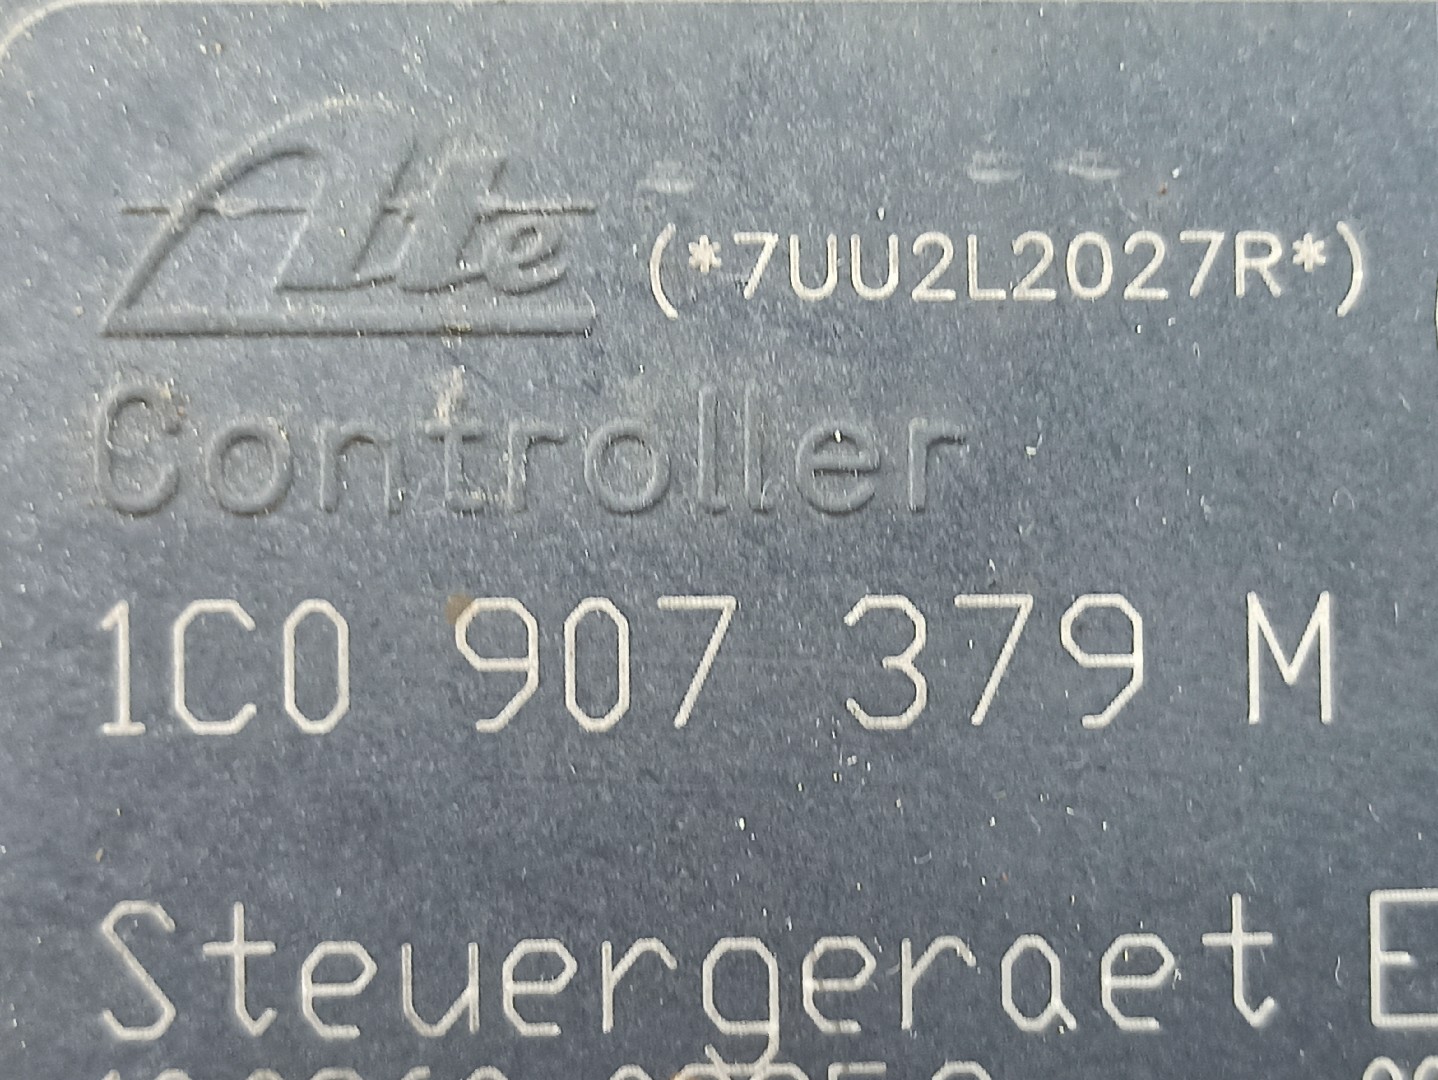 Ate (*7UU2L2027R*)
Controller
1C0 907 379 M
Steuergeraet E